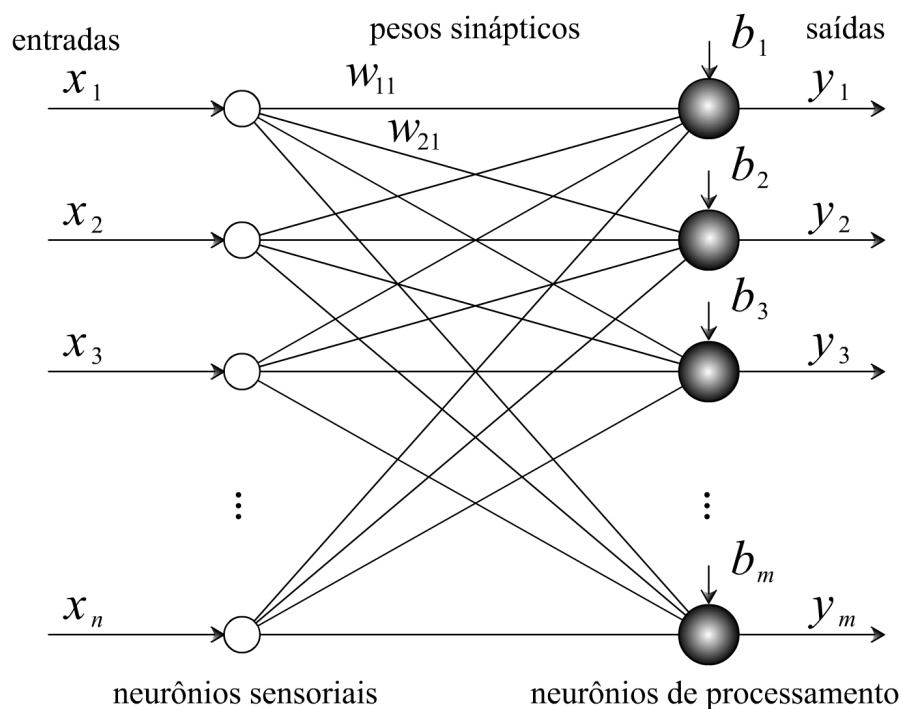 entradas
pesos sinápticos
saídas
x1
w11
b1
y1
w21
x2
b2
y2
x3
b3
y3
⋮
⋮
xn
bm
ym
neurônios sensoriais
neurônios de processamento